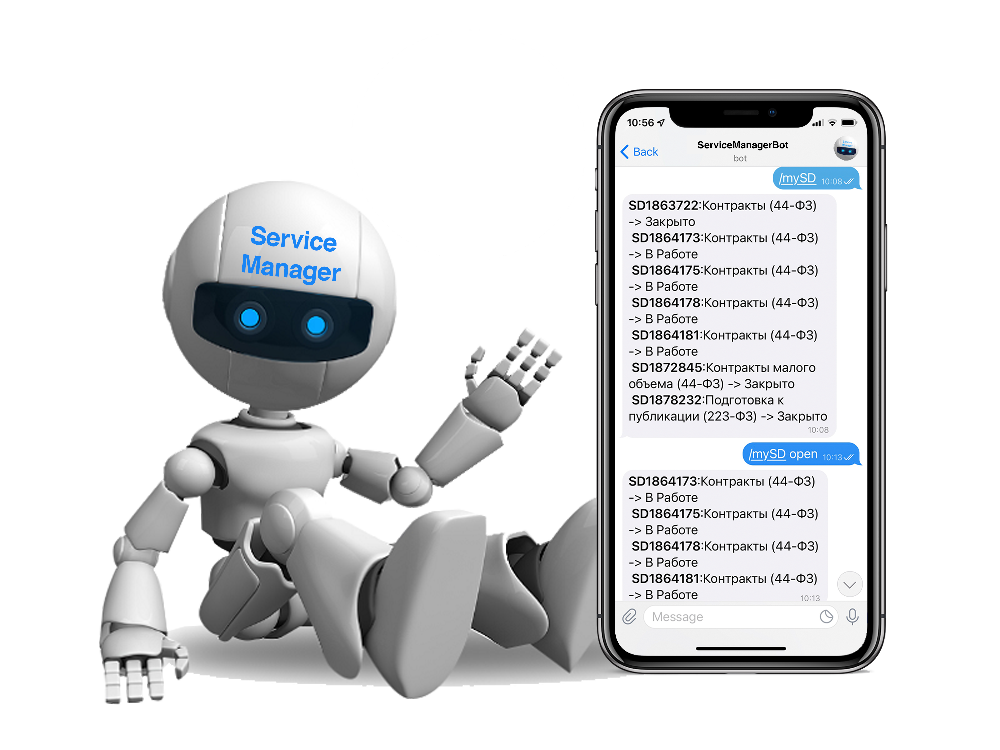 Service
Manager
10:56
Back
ServiceManagerBot
bot
Service
Manager
/mySD 10:08
SD1863722:Контракты (44-ФЗ)
-> Закрыто
SD1864173:Контракты (44-ФЗ)
-> В Работе
SD1864175:Контракты (44-ФЗ)
-> В Работе
SD1864178:Контракты (44-ФЗ)
-> В Работе
SD1864181:Контракты (44-ФЗ)
-> В Работе
SD1872845:Контракты малого
объема (44-ФЗ) -> Закрыто
SD1878232:Подготовка к
публикации (223-ФЗ) -> Закрыто
10:08
/mySD open 10:13
SD1864173:Контракты (44-ФЗ)
-> В Работе
SD1864175:Контракты (44-ФЗ)
-> В Работе
SD1864178:Контракты (44-ФЗ)
-> В Работе
SD1864181:Контракты (44-ФЗ)
-> В Работе
10:13
Message